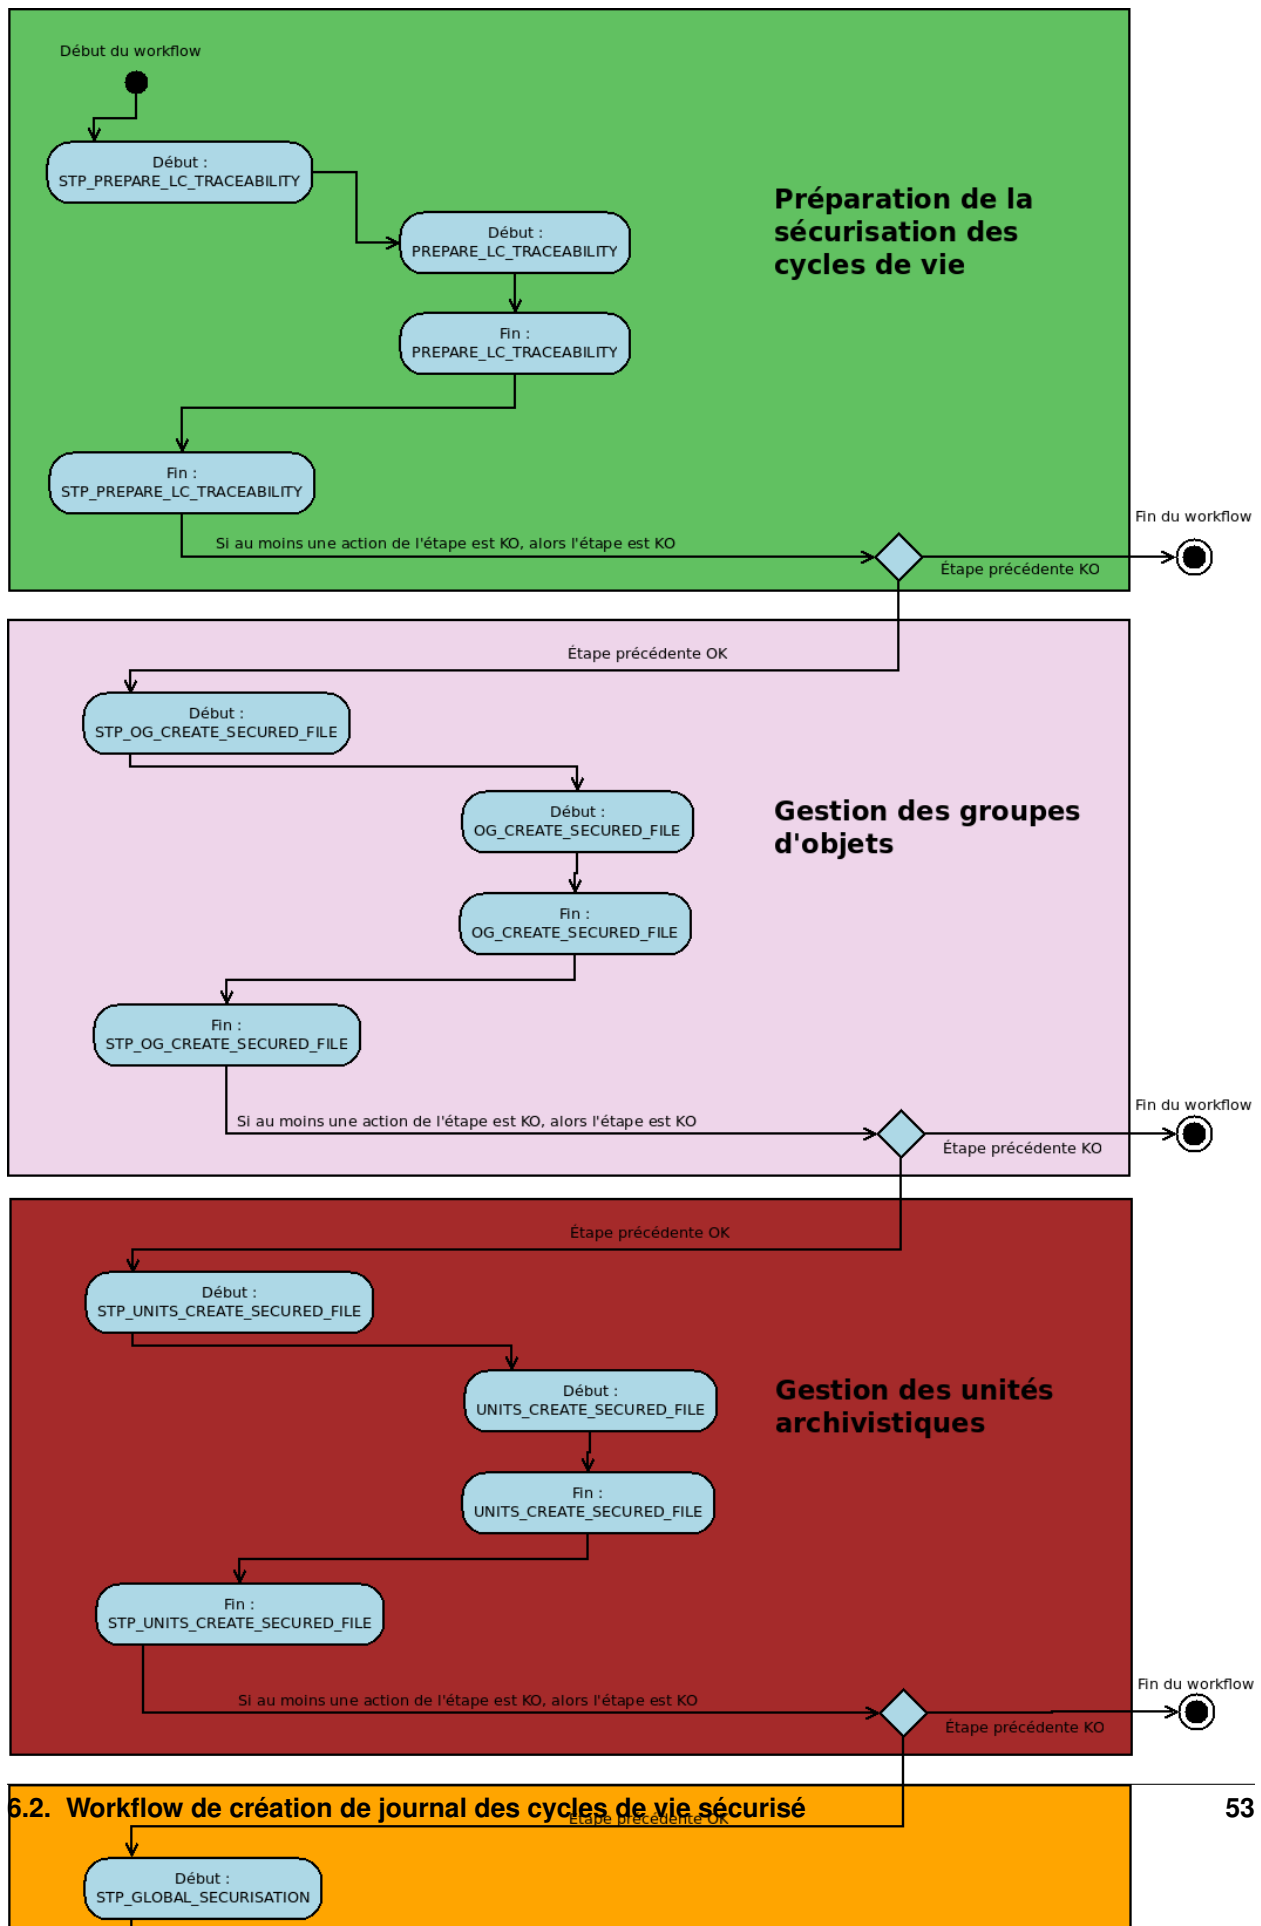 Début du workflow
Début :
STP_PREPARE_LC_TRACEABILITY
Préparation de la
sécurisation des
cycles de vie
Début :
PREPARE_LC_TRACEABILITY
Fin :
PREPARE_LC_TRACEABILITY
Fin :
STP_PREPARE_LC_TRACEABILITY
Fin du workflow
Si au moins une action de l'étape est KO, alors l'étape est KO
Étape précédente KO
Étape précédente OK
Début :
STP_OG_CREATE_SECURED_FILE
Début :
OG_CREATE_SECURED_FILE
Gestion des groupes
d'objets
Fin :
OG_CREATE_SECURED_FILE
Fin :
STP_OG_CREATE_SECURED_FILE
Fin du workflow
Si au moins une action de l'étape est KO, alors l'étape est KO
Étape précédente KO
Étape précédente OK
Début :
STP_UNITS_CREATE_SECURED_FILE
Début :
UNITS_CREATE_SECURED_FILE
Gestion des unités
archivistiques
Fin :
UNITS_CREATE_SECURED_FILE
Fin :
STP_UNITS_CREATE_SECURED_FILE
Fin du workflow
Si au moins une action de l'étape est KO, alors l'étape est KO
Étape précédente KO
6.2. Workflow de création de journal des cycles de vie sécurisé 53
Étape précédente OK
Début :
STP_GLOBAL_SECURISATION